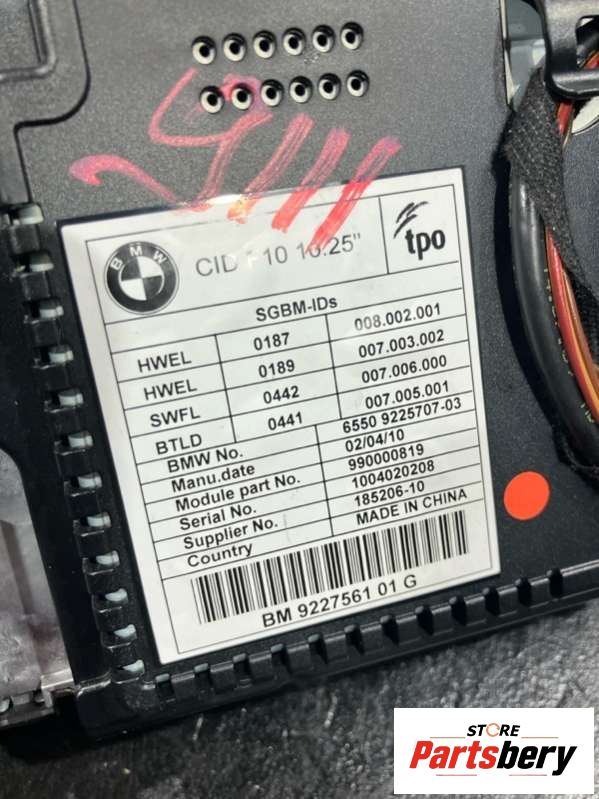 BMW
CID F10 10.25"
tpo
SGBM-IDs
HWEL 0187 008.002.001
HWEL 0189 007.003.002
SWFL 0442 007.006.000
BTLD 0441 007.005.001
BMW No. 6550 9225707-03
Manu.date 02/04/10
Module part No. 990000819
Serial No. 1004020208
Supplier No. 185206-10
Country MADE IN CHINA
BM 9227561 01 G
STORE
Partsbery